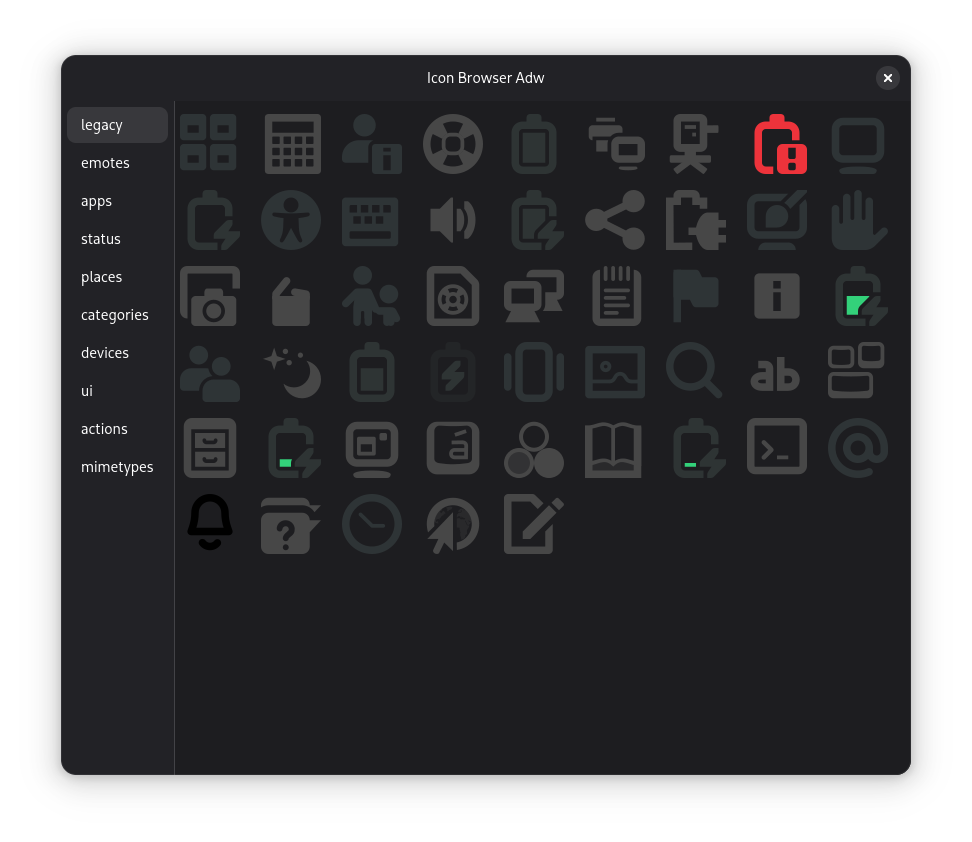 Icon Browser Adw
legacy
emotes
apps
status
places
categories
devices
ui
actions
mimetypes
ab
á